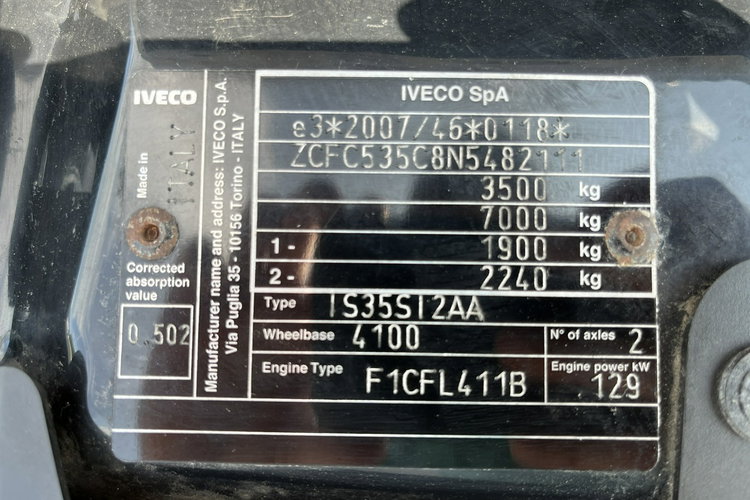 IVECO
Made in
ITALY
Corrected
absorption
value
0.502
Manufacturer name and address: IVECO S.p.A.
Via Puglia 35 - 10156 Torino - ITALY
IVECO SpA
e3*2007/46*0118*
ZCFC535C8N5482111
3500 kg
7000 kg
1 - 1900 kg
2 - 2240 kg
Type IS35SI2AA
Wheelbase 4100 N° of axles 2
Engine Type F1CFL411B Engine power kW 129